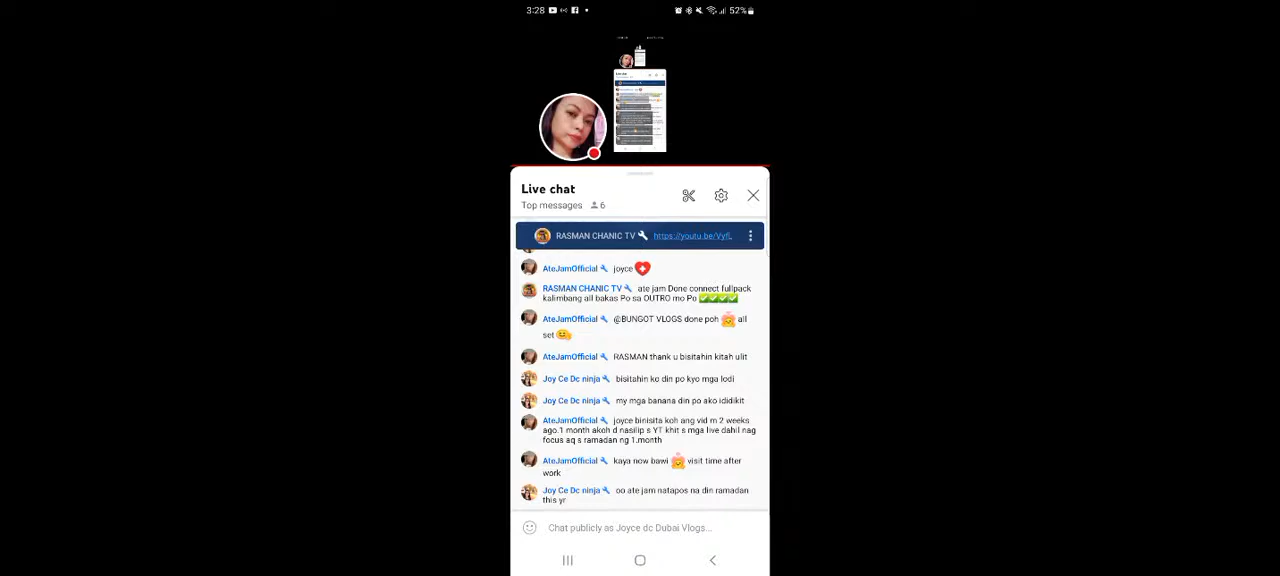 3:28 52%
Live chat
Top messages 6
RASMAN CHANIC TV https://youtu.be/VyfL
AteJamOfficial joyce
RASMAN CHANIC TV ate jam Done connect fullpack
kalimbang all bakas Po sa OUTRO mo Po ✅✅✅✅
AteJamOfficial @BUNGOT VLOGS done poh all
set
AteJamOfficial RASMAN thank u bisitahin kitah ulit
Joy Ce Dc ninja bisitahin ko din po kyo mga lodi
Joy Ce Dc ninja my mga banana din po ako ididikit
AteJamOfficial joyce binisita koh ang vid m 2 weeks
ago.1 month akoh d nasilip s YT khit s mga live dahil nag
focus aq s ramadan ng 1.month
AteJamOfficial kaya now bawi visit time after
work
Joy Ce Dc ninja oo ate jam natapos na din ramadan
this yr
Chat publicly as Joyce dc Dubai Vlogs...